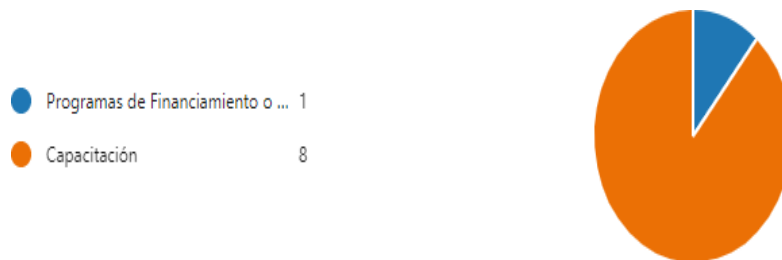 Programas de Financiamiento o ... 1
Capacitación 8